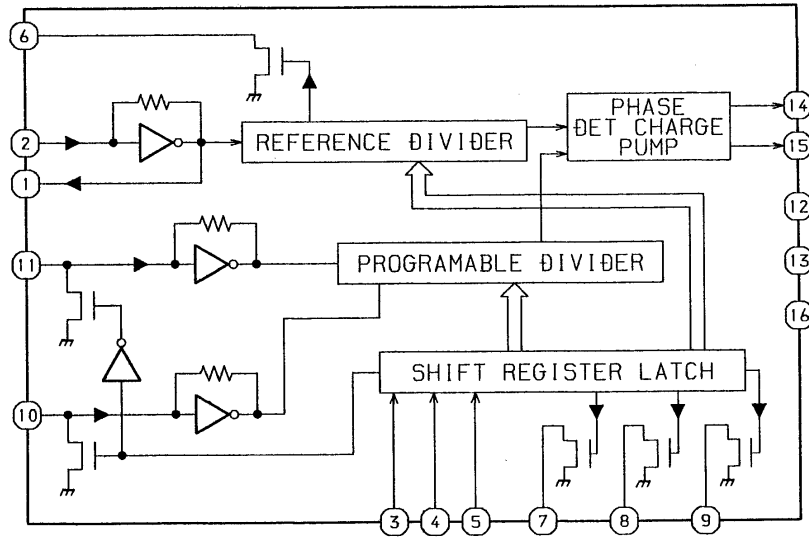 6
14
PHASE
DET CHARGE
PUMP
2
REFERENCE DIVIDER
15
1
12
11
PROGRAMABLE DIVIDER
13
16
SHIFT REGISTER LATCH
10
3 4 5 7 8 9